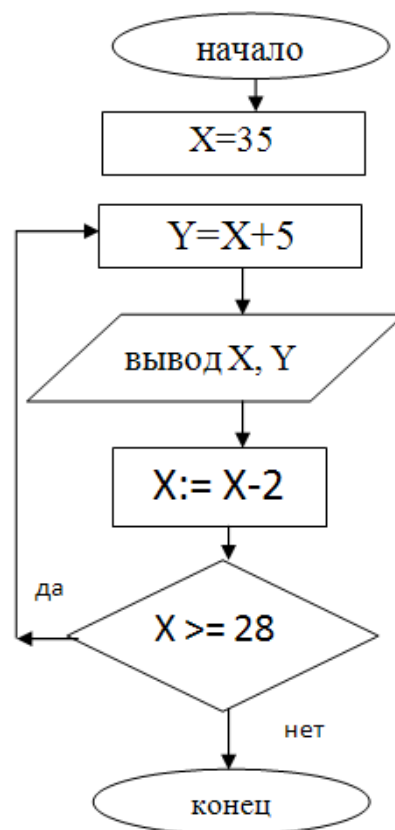 начало
X=35
Y=X+5
вывод X, Y
X:= X-2
да
X >= 28
нет
конец